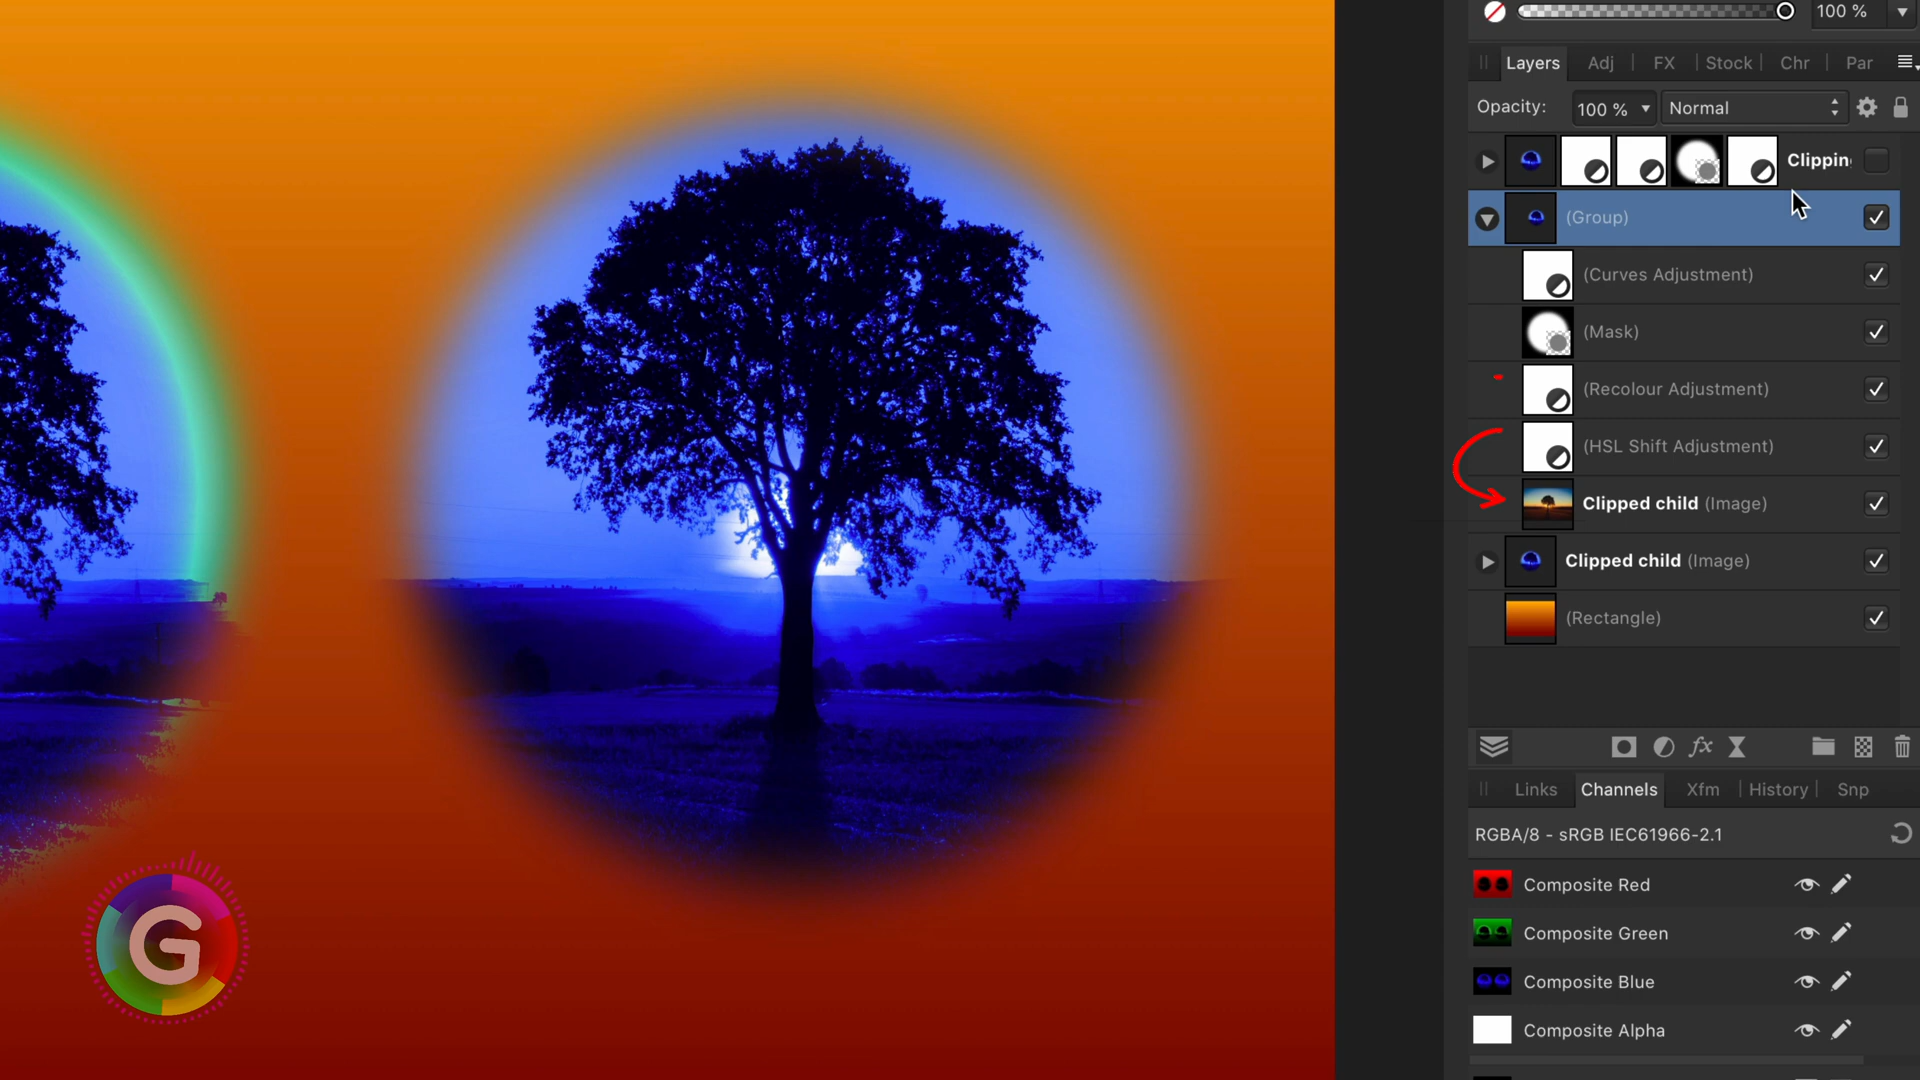 100 %
Layers Adj FX Stock Chr Par
Opacity: 100 % Normal
Clippin
(Group)
(Curves Adjustment)
(Mask)
(Recolour Adjustment)
(HSL Shift Adjustment)
Clipped child (Image)
Clipped child (Image)
(Rectangle)
fx
Links Channels Xfm History Snp
RGBA/8 - sRGB IEC61966-2.1
Composite Red
Composite Green
Composite Blue
Composite Alpha
G